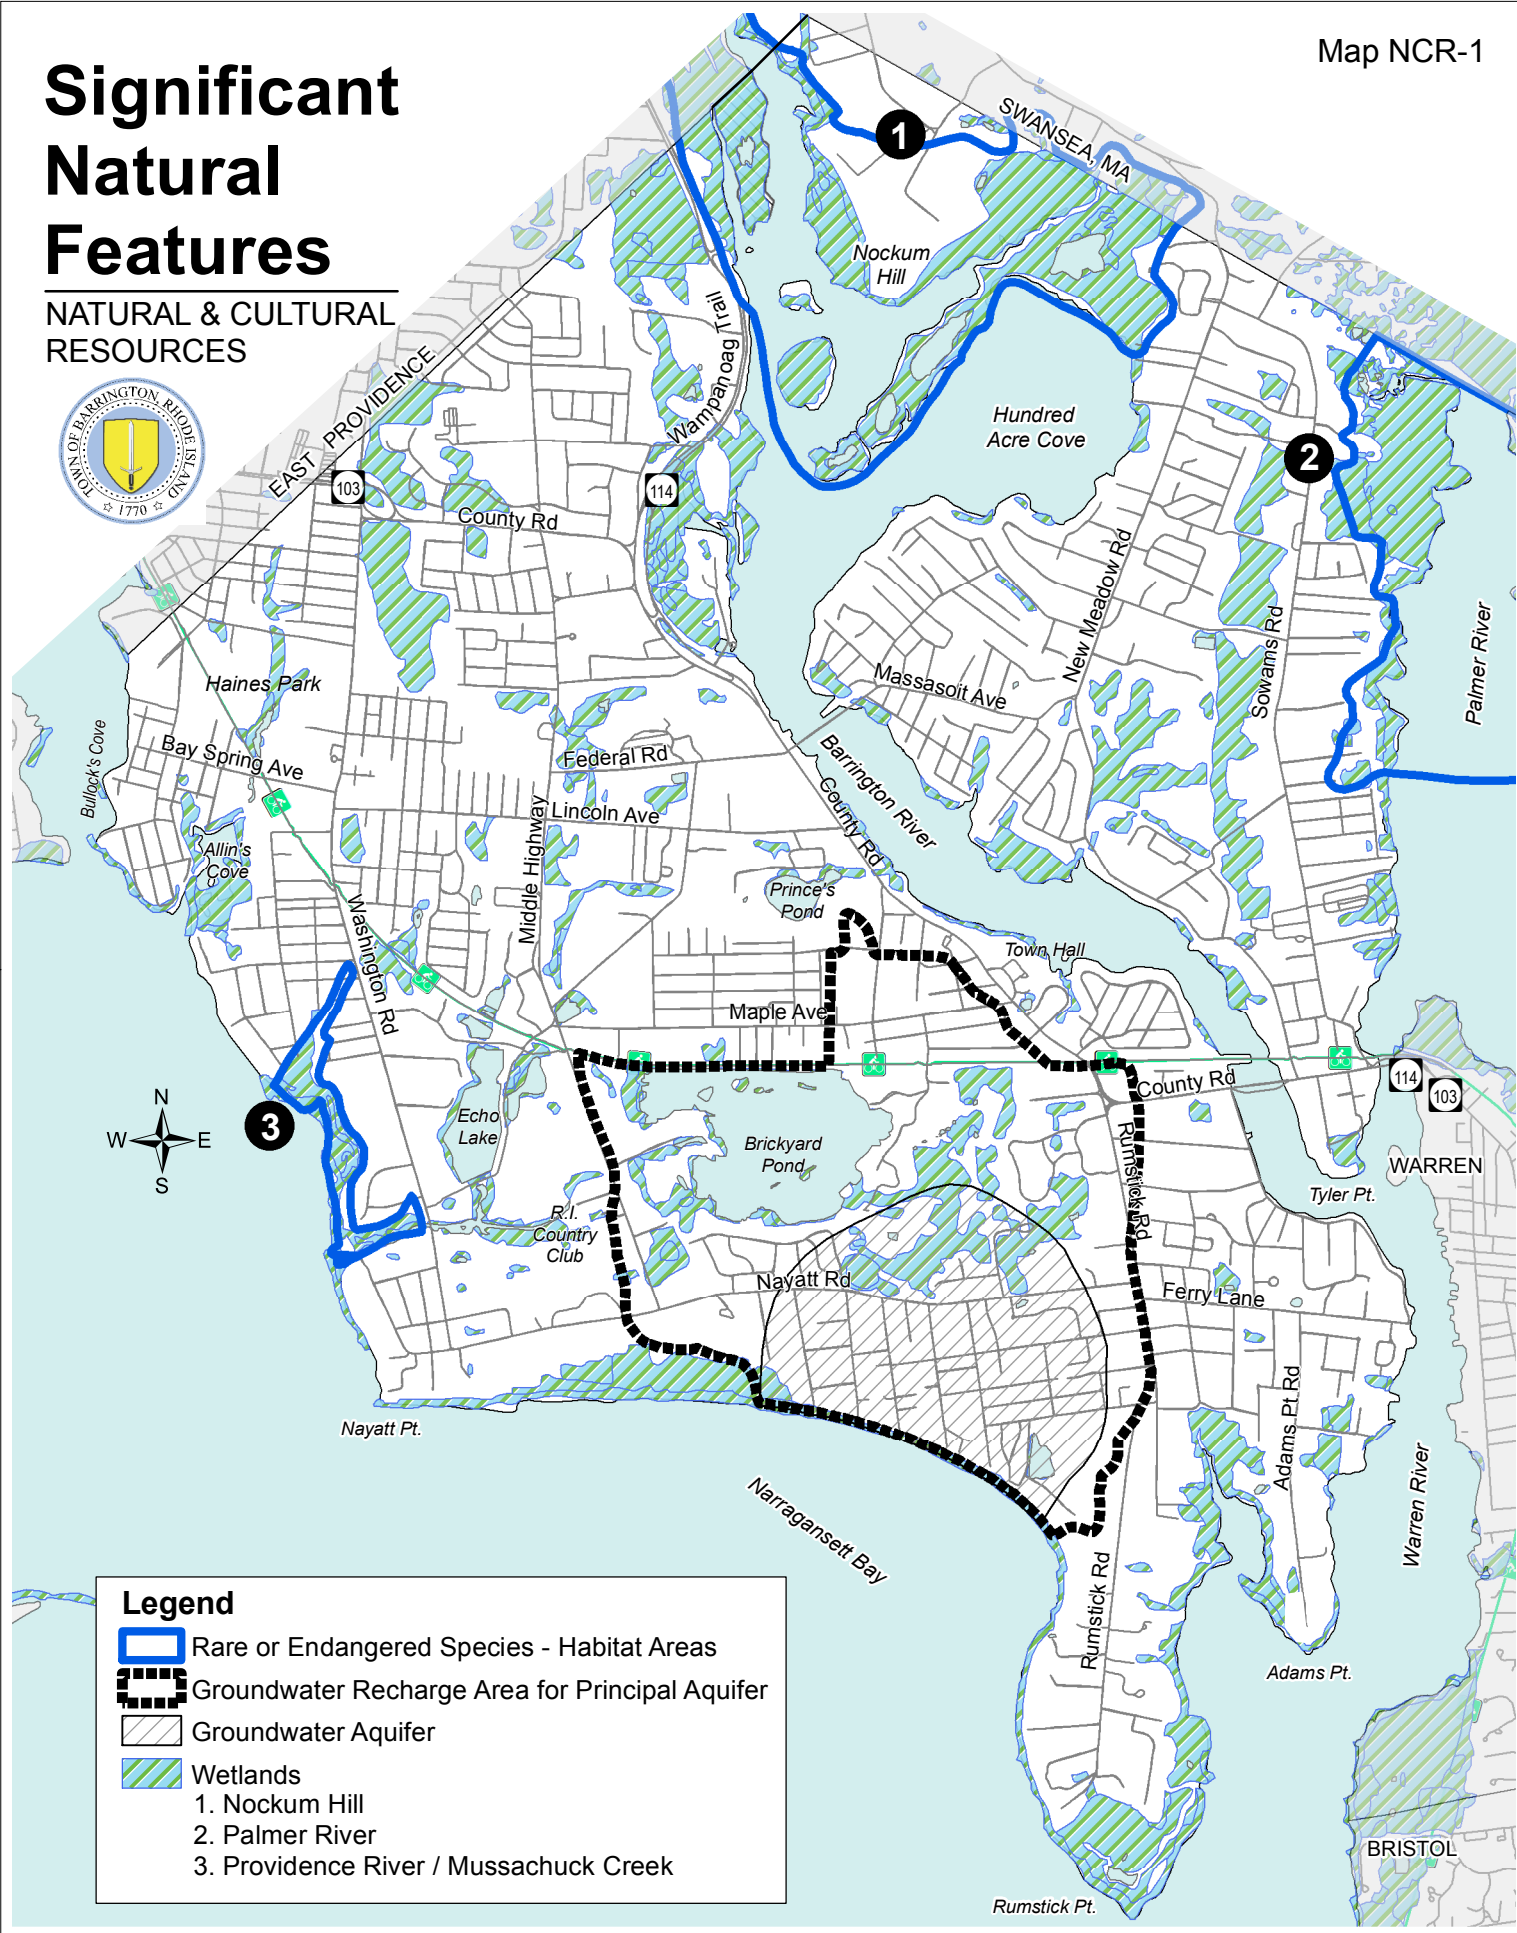 Map NCR-1
Significant
Natural
Features
NATURAL & CULTURAL
RESOURCES
TOWN OF BARRINGTON, RHODE ISLAND
☆ 1770 ☆
SWANSEA, MA
1
Nockum
Hill
Wampanoag Trail
EAST PROVIDENCE
Hundred
Acre Cove
2
103
114
County Rd
New Meadow Rd
Sowams Rd
Palmer River
Haines Park
Massasoit Ave
Bullock's Cove
Bay Spring Ave
Federal Rd
Barrington River
County Rd
Lincoln Ave
Middle Highway
Allin's
Cove
Prince's
Pond
Washington Rd
Town Hall
Maple Ave
County Rd
114
103
Echo
Lake
3
N
W E
S
Brickyard
Pond
Rumstick Rd
WARREN
Tyler Pt.
R.I.
Country
Club
Nayatt Rd
Ferry Lane
Adams Pt Rd
Nayatt Pt.
Narragansett Bay
Warren River
Rumstick Rd
Adams Pt.
BRISTOL
Rumstick Pt.
Legend
Rare or Endangered Species - Habitat Areas
Groundwater Recharge Area for Principal Aquifer
Groundwater Aquifer
Wetlands
1. Nockum Hill
2. Palmer River
3. Providence River / Mussachuck Creek